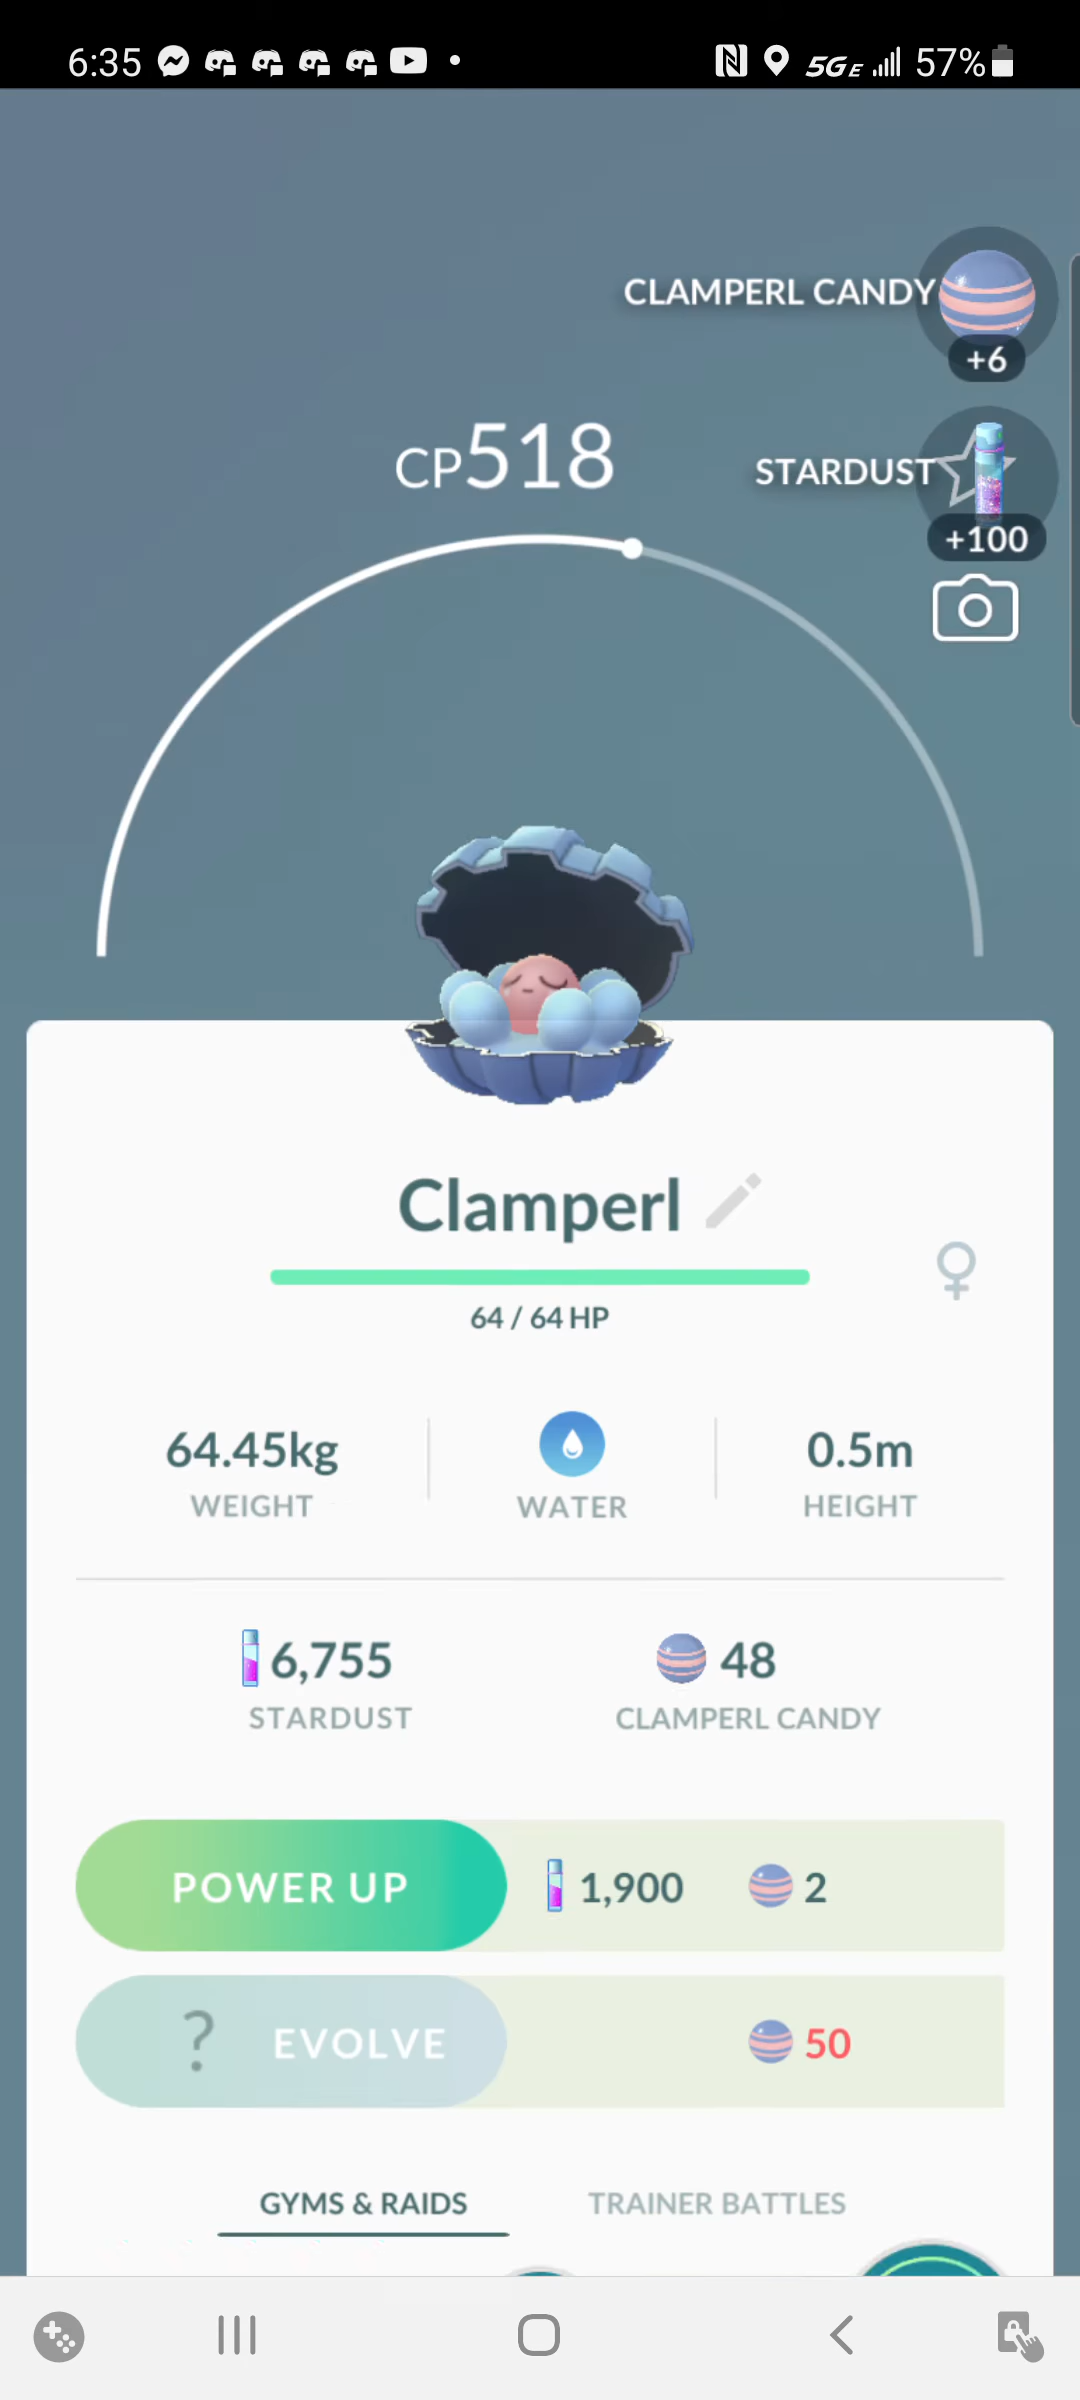 6:35 5GE 57%
CLAMPERL CANDY
+6
CP518
STARDUST
+100
Clamperl
64 / 64 HP
64.45kg WATER 0.5m
WEIGHT HEIGHT
6,755 48
STARDUST CLAMPERL CANDY
POWER UP 1,900 2
? EVOLVE 50
GYMS & RAIDS TRAINER BATTLES